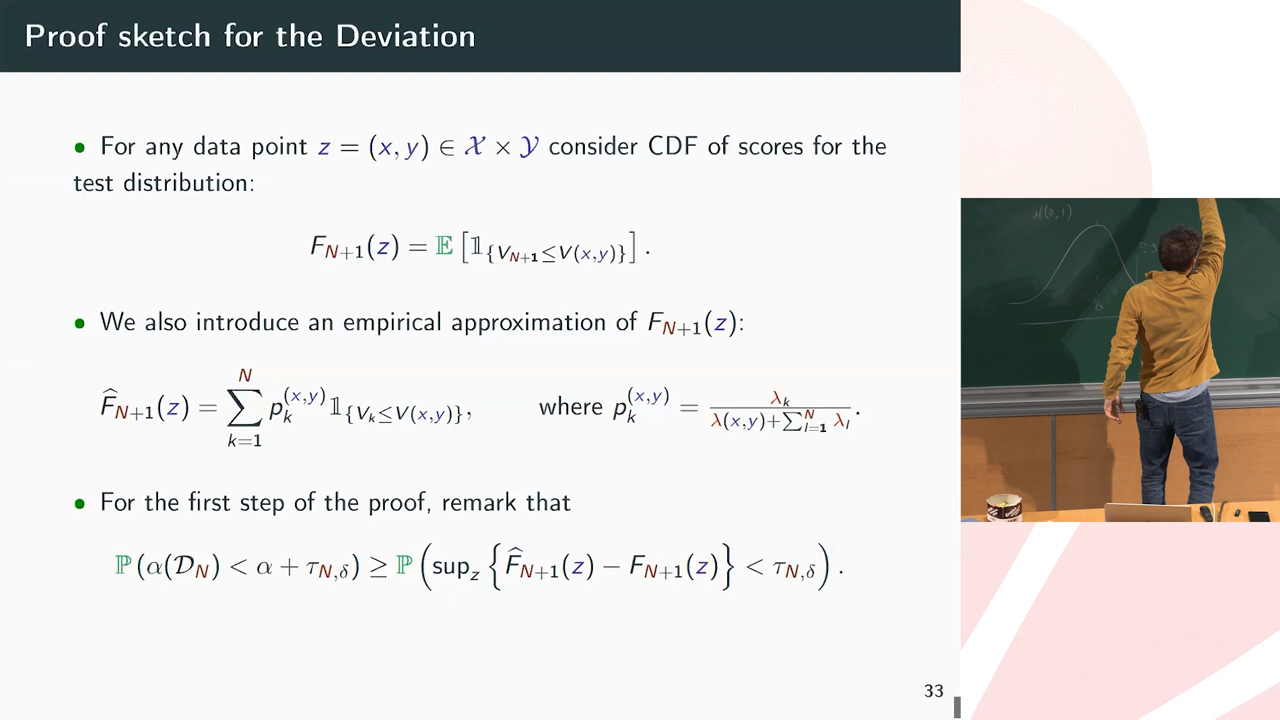 Proof sketch for the Deviation
• For any data point z = (x, y) ∈ 𝒳 × 𝒴 consider CDF of scores for the
test distribution:
F_{N+1}(z) = 𝔼 [𝟙_{{V_{N+1} ≤ V(x,y)}}] .
• We also introduce an empirical approximation of F_{N+1}(z):
F̂_{N+1}(z) = ∑_{k=1}^{N} p_k^{(x,y)} 𝟙_{{V_k ≤ V(x,y)}}, where p_k^{(x,y)} = λ_k / (λ(x,y) + ∑_{l=1}^{N} λ_l) .
• For the first step of the proof, remark that
ℙ (α(𝒟_N) < α + τ_{N,δ}) ≥ ℙ (sup_z {F̂_{N+1}(z) − F_{N+1}(z)} < τ_{N,δ}) .
33
N(0,1)